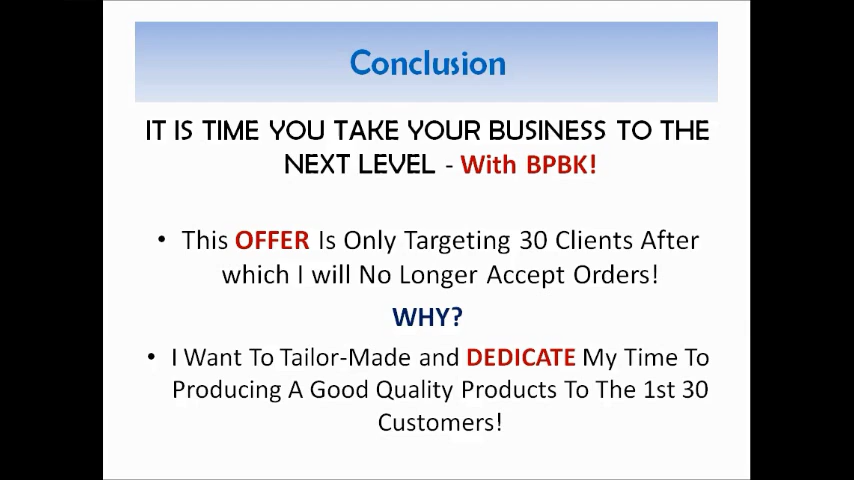 Conclusion
IT IS TIME YOU TAKE YOUR BUSINESS TO THE
NEXT LEVEL - With BPBK!
• This OFFER Is Only Targeting 30 Clients After
which I will No Longer Accept Orders!
WHY?
• I Want To Tailor-Made and DEDICATE My Time To
Producing A Good Quality Products To The 1st 30
Customers!